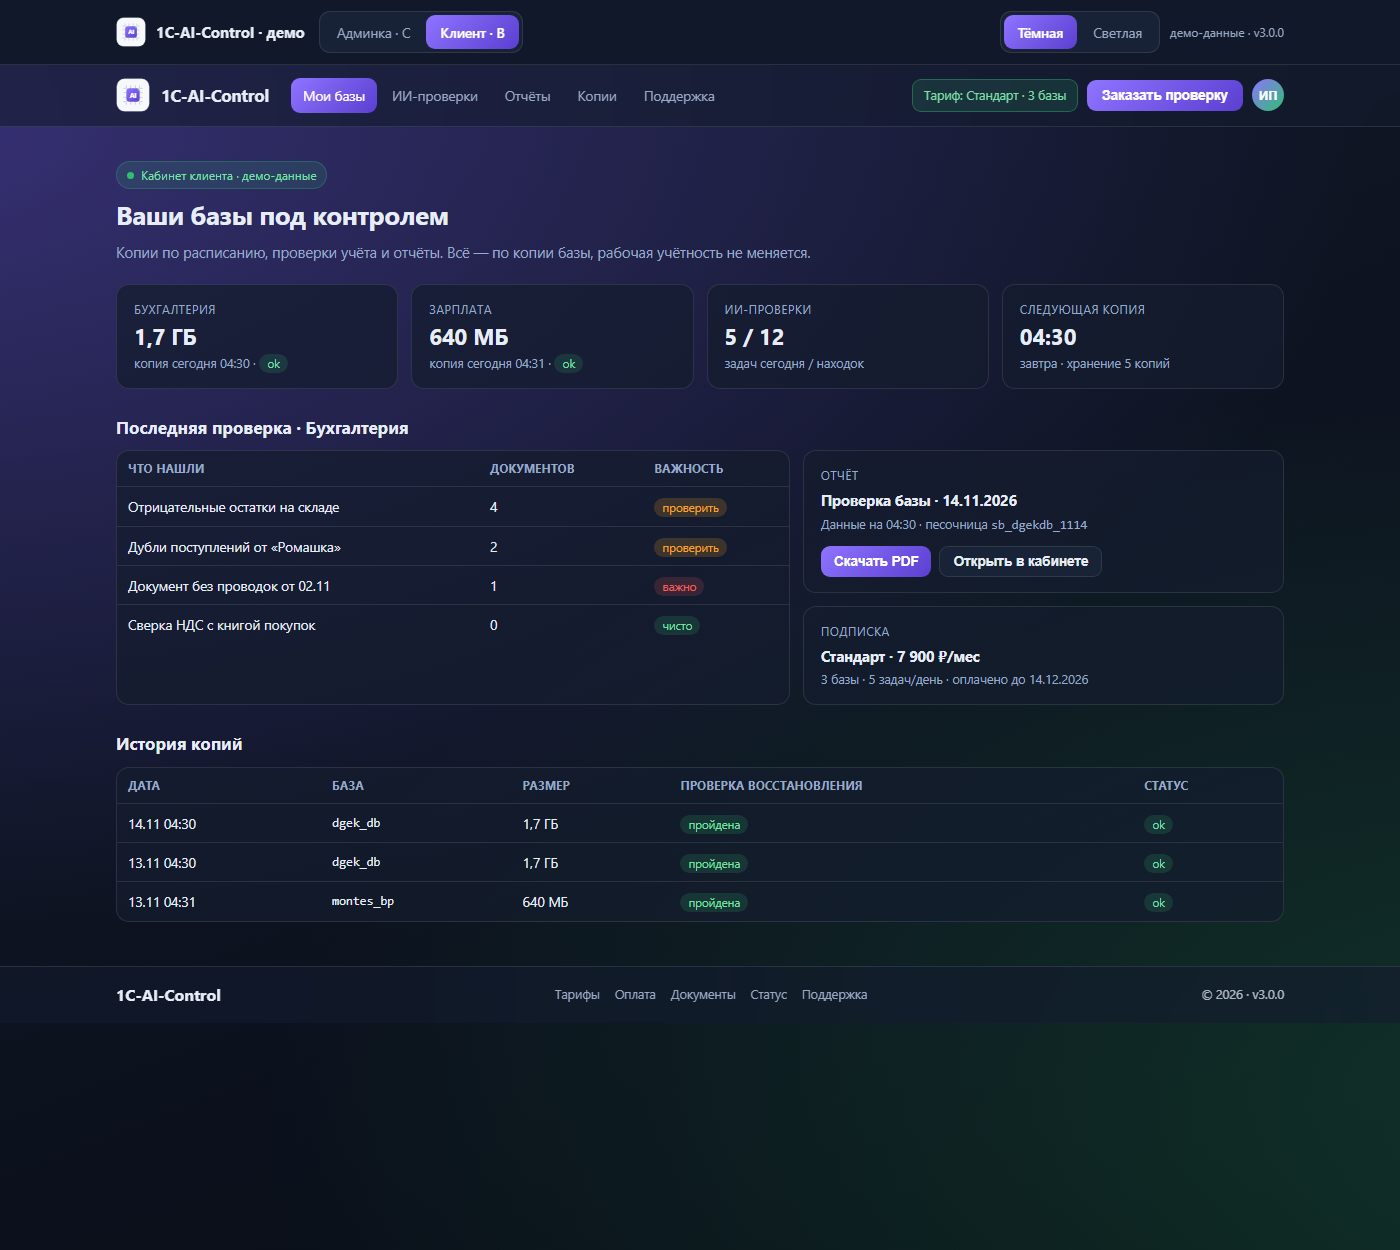 AI
1C-AI-Control · демо
Админка · C
Клиент · B
Тёмная
Светлая
демо-данные · v3.0.0
AI
1C-AI-Control
Мои базы
ИИ-проверки
Отчёты
Копии
Поддержка
Тариф: Стандарт · 3 базы
Заказать проверку
ИП
Кабинет клиента · демо-данные
Ваши базы под контролем
Копии по расписанию, проверки учёта и отчёты. Всё — по копии базы, рабочая учётность не меняется.
БУХГАЛТЕРИЯ
1,7 ГБ
копия сегодня 04:30 · ok
ЗАРПЛАТА
640 МБ
копия сегодня 04:31 · ok
ИИ-ПРОВЕРКИ
5 / 12
задач сегодня / находок
СЛЕДУЮЩАЯ КОПИЯ
04:30
завтра · хранение 5 копий
Последняя проверка · Бухгалтерия
ЧТО НАШЛИ ДОКУМЕНТОВ ВАЖНОСТЬ
Отрицательные остатки на складе 4 проверить
Дубли поступлений от «Ромашка» 2 проверить
Документ без проводок от 02.11 1 важно
Сверка НДС с книгой покупок 0 чисто
ОТЧЁТ
Проверка базы · 14.11.2026
Данные на 04:30 · песочница sb_dgekdb_1114
Скачать PDF
Открыть в кабинете
ПОДПИСКА
Стандарт · 7 900 ₽/мес
3 базы · 5 задач/день · оплачено до 14.12.2026
История копий
ДАТА БАЗА РАЗМЕР ПРОВЕРКА ВОССТАНОВЛЕНИЯ СТАТУС
14.11 04:30 dgek_db 1,7 ГБ пройдена ok
13.11 04:30 dgek_db 1,7 ГБ пройдена ok
13.11 04:31 montes_bp 640 МБ пройдена ok
1C-AI-Control
Тарифы
Оплата
Документы
Статус
Поддержка
© 2026 · v3.0.0